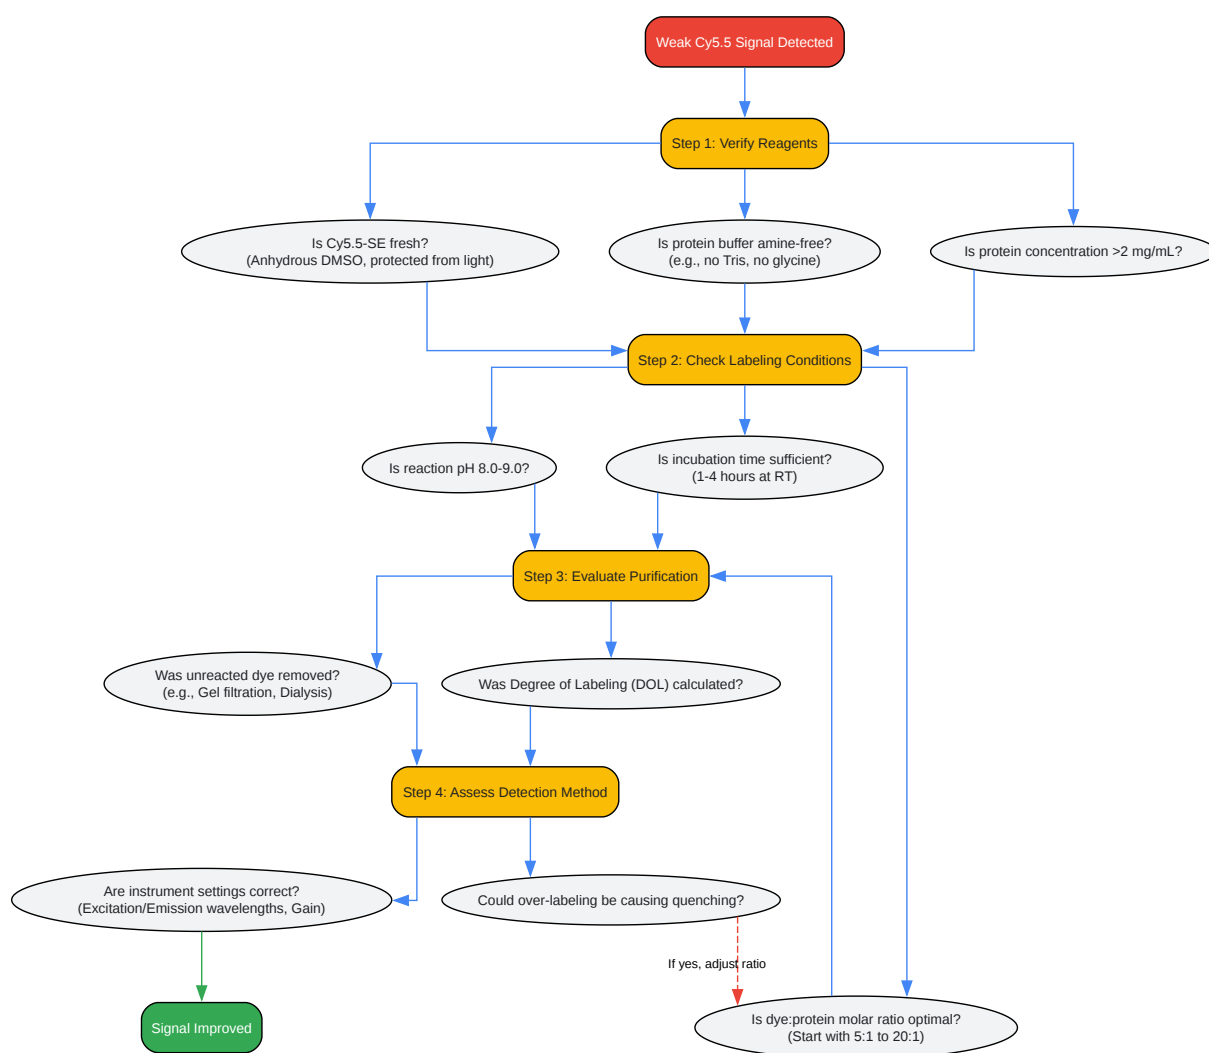 Weak Cy5.5 Signal Detected
Step 1: Verify Reagents
Is Cy5.5-SE fresh?
(Anhydrous DMSO, protected from light)
Is protein buffer amine-free?
(e.g., no Tris, no glycine)
Is protein concentration >2 mg/mL?
Step 2: Check Labeling Conditions
Is reaction pH 8.0-9.0?
Is incubation time sufficient?
(1-4 hours at RT)
Step 3: Evaluate Purification
Was unreacted dye removed?
(e.g., Gel filtration, Dialysis)
Was Degree of Labeling (DOL) calculated?
Step 4: Assess Detection Method
Are instrument settings correct?
(Excitation/Emission wavelengths, Gain)
Could over-labeling be causing quenching?
If yes, adjust ratio
Signal Improved
Is dye:protein molar ratio optimal?
(Start with 5:1 to 20:1)